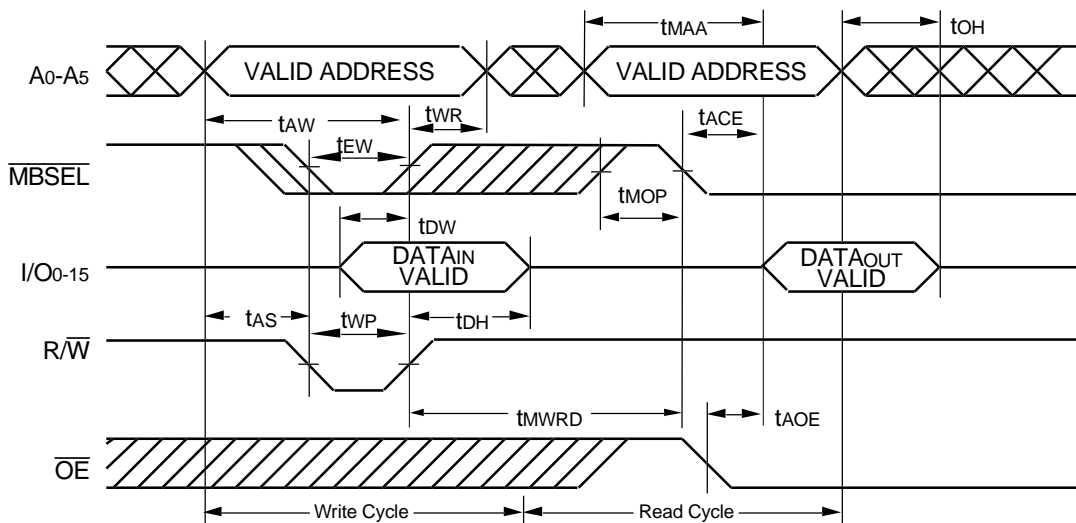 tMAA
tOH
A0-A5
VALID ADDRESS
VALID ADDRESS
tAW
tWR
tACE
tEW
MBSEL
tMOP
tDW
I/O0-15
DATAIN
VALID
DATAOUT
VALID
tAS
tWP
tDH
R/W
tMWRD
tAOE
OE
Write Cycle
Read Cycle